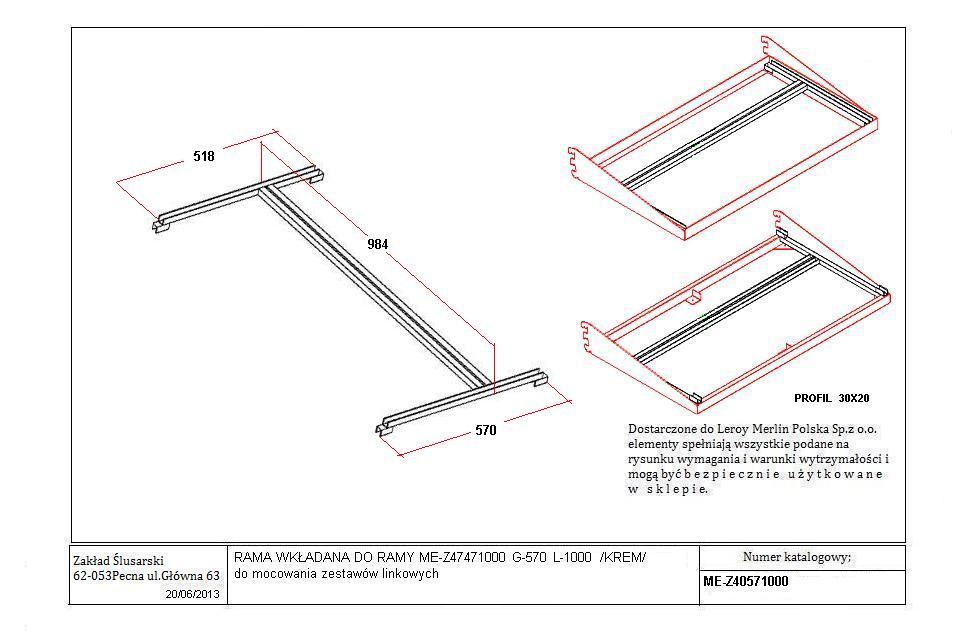 518
984
570
PROFIL 30X20
Dostarczone do Leroy Merlin Polska Sp.z o.o.
elementy spełniają wszystkie podane na
rysunku wymagania i warunki wytrzymałości i
mogą być b e z p i e c z n i e u ż y t k o w a n e
w s k l e p i e.
Zakład Ślusarski
62-053Pecna ul.Główna 63
20/06/2013
RAMA WKŁADANA DO RAMY ME-Z47471000 G-570 L-1000 /KREM/
do mocowania zestawów linkowych
Numer katalogowy;
ME-Z40571000